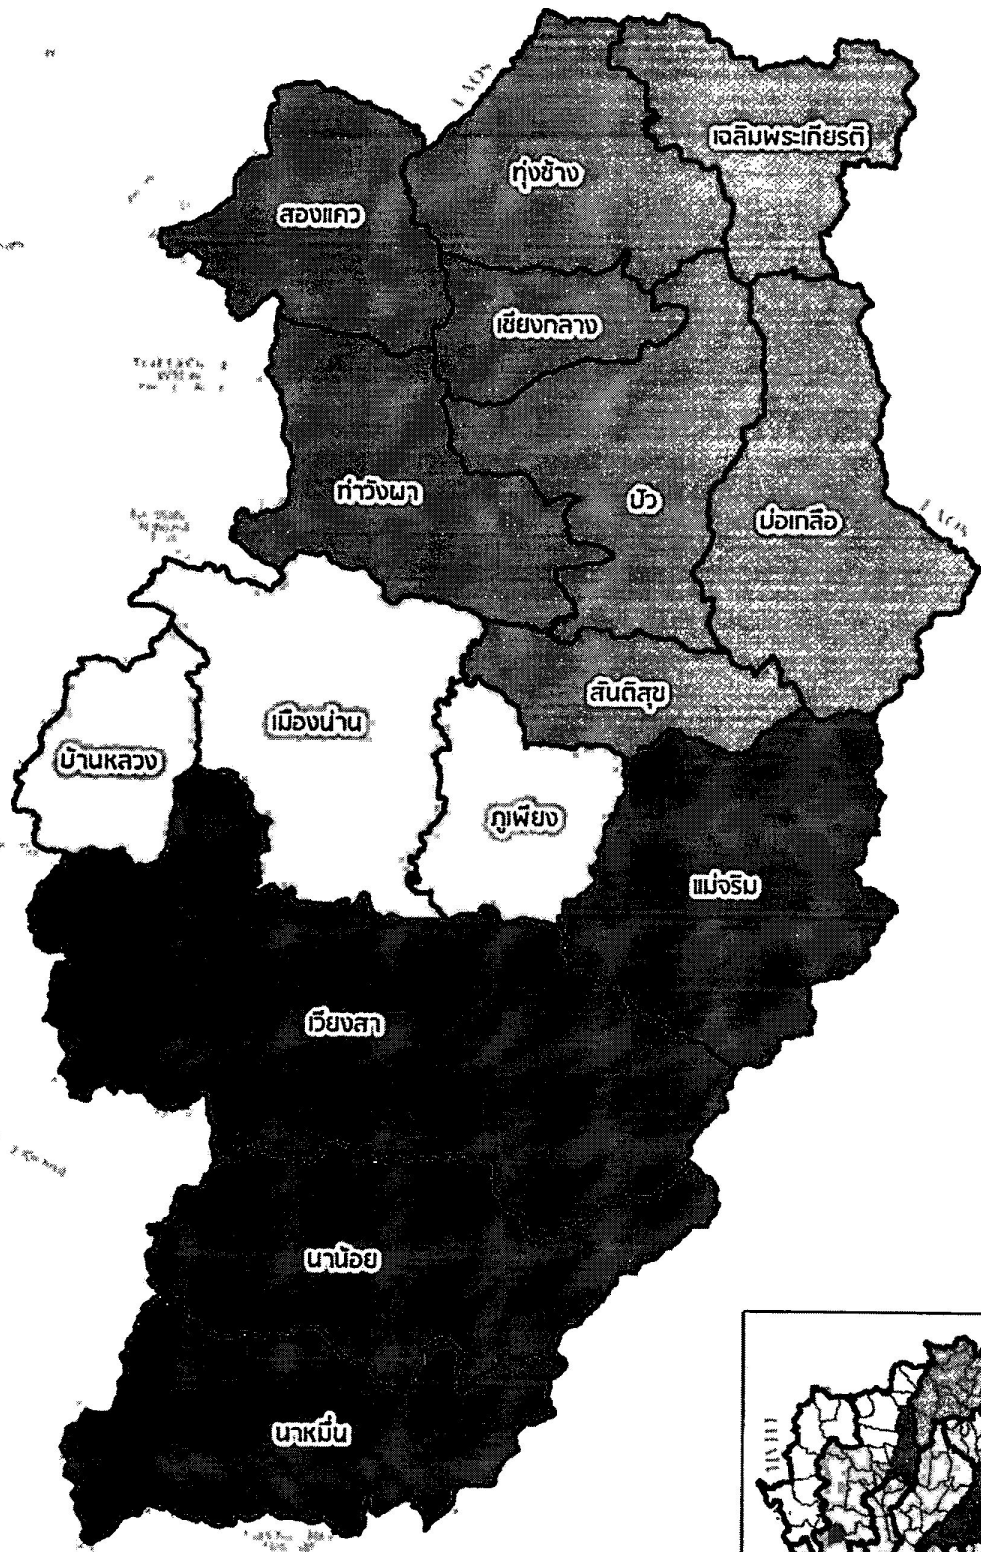 LAOS
เฉลิมพระเกียรติ
ทุ่งช้าง
สองแคว
เชียงกลาง
ท่าวังผา
ปัว
บ่อเกลือ
LAOS
สันติสุข
เมืองน่าน
บ้านหลวง
ภูเพียง
แม่จริม
เวียงสา
นาน้อย
นาหมื่น